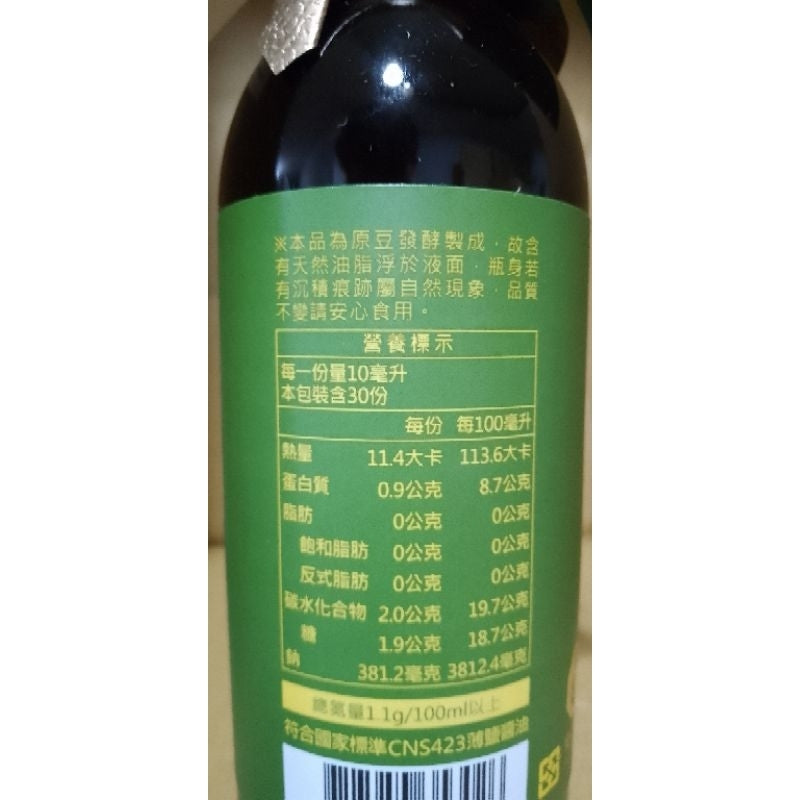 ※本品為原豆發酵製成，故含
有天然油脂浮於液面，瓶身若
有沉積痕跡屬自然現象，品質
不變請安心食用。
營養標示
每一份量10毫升
本包裝含30份
每份 每100毫升
熱量 11.4大卡 113.6大卡
蛋白質 0.9公克 8.7公克
脂肪 0公克 0公克
飽和脂肪 0公克 0公克
反式脂肪 0公克 0公克
碳水化合物 2.0公克 19.7公克
糖 1.9公克 18.7公克
鈉 381.2毫克 3812.4毫克
總氮量1.1g/100ml以上
符合國家標準CNS423薄鹽醬油